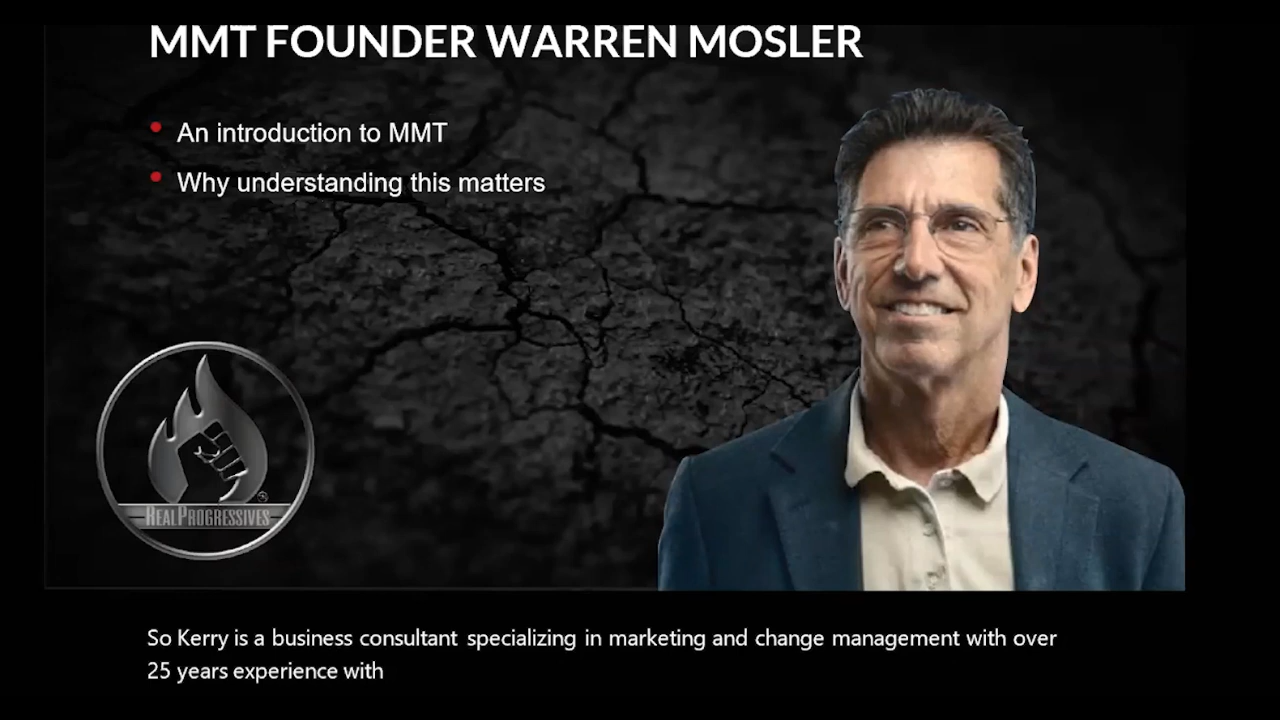 MMT FOUNDER WARREN MOSLER
An introduction to MMT
Why understanding this matters
REALPROGRESSIVES
®
So Kerry is a business consultant specializing in marketing and change management with over
25 years experience with